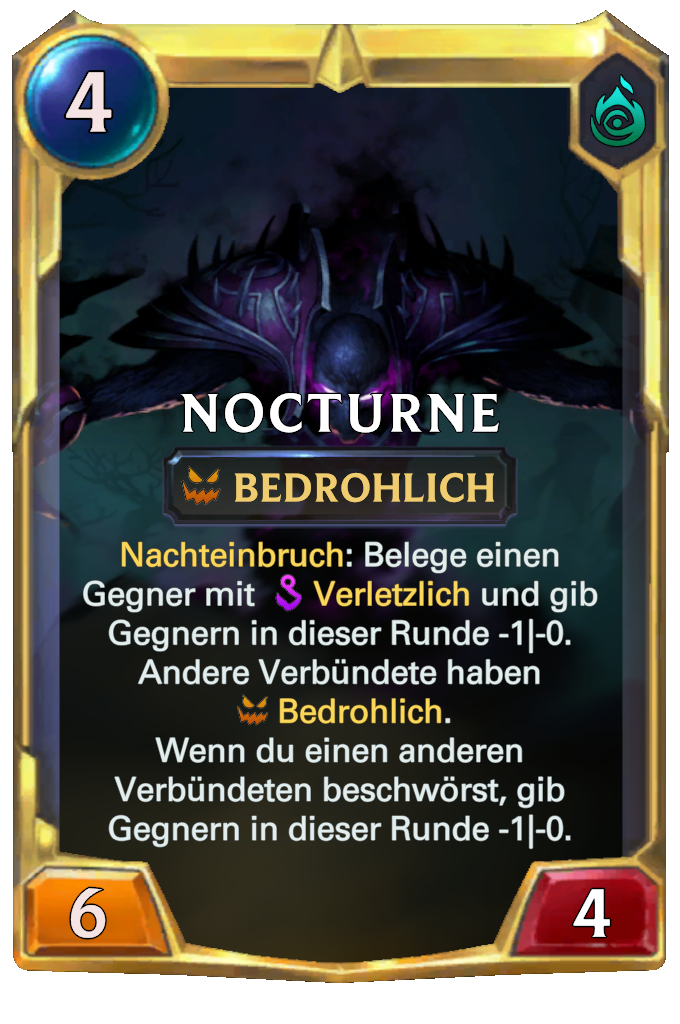 4
NOCTURNE
BEDROHLICH
Nachteinbruch: Belege einen
Gegner mit Verletzlich und gib
Gegnern in dieser Runde -1|-0.
Andere Verbündete haben
Bedrohlich.
Wenn du einen anderen
Verbündeten beschwörst, gib
Gegnern in dieser Runde -1|-0.
6
4